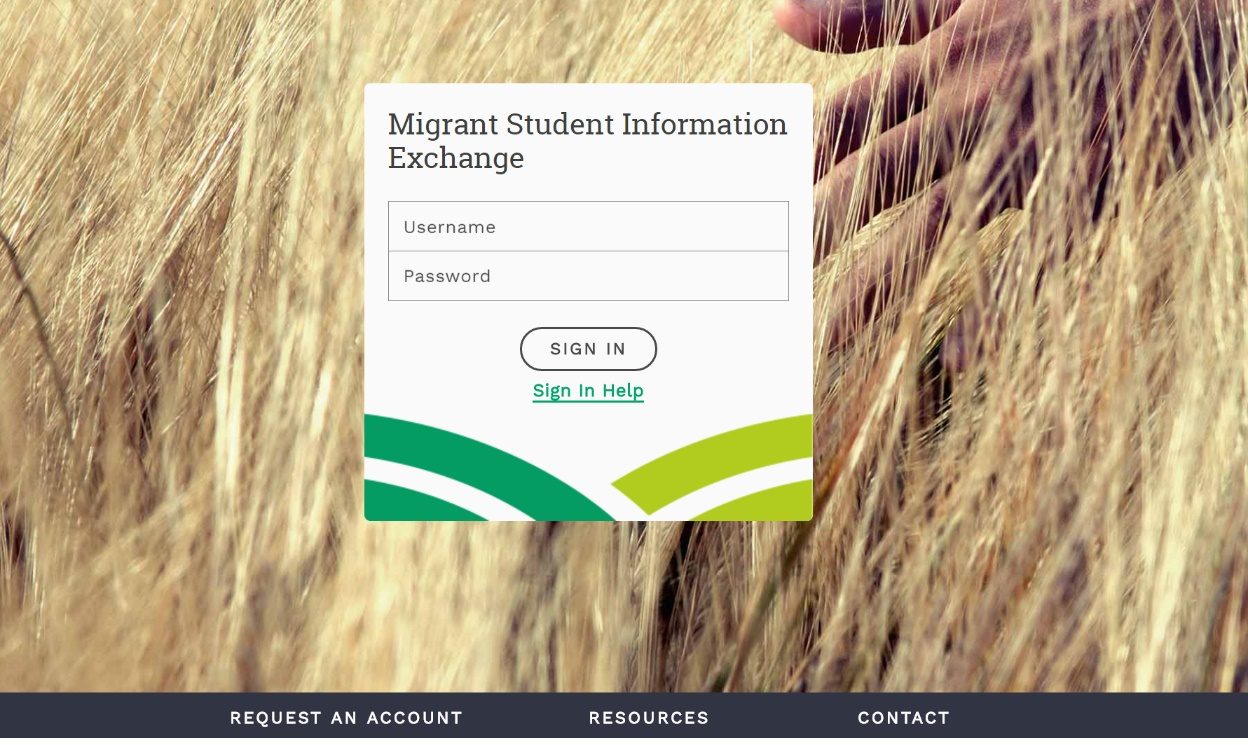 Migrant Student Information
Exchange
Username
Password
SIGN IN
Sign In Help
REQUEST AN ACCOUNT
RESOURCES
CONTACT